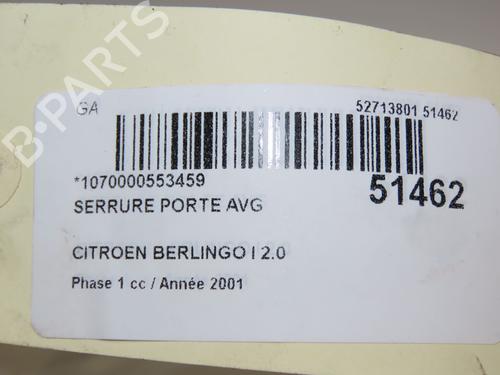 GA
52713801 51462
*1070000553459
51462
SERRURE PORTE AVG
CITROEN BERLINGO I 2.0
Phase 1 cc / Année 2001
B-PARTS